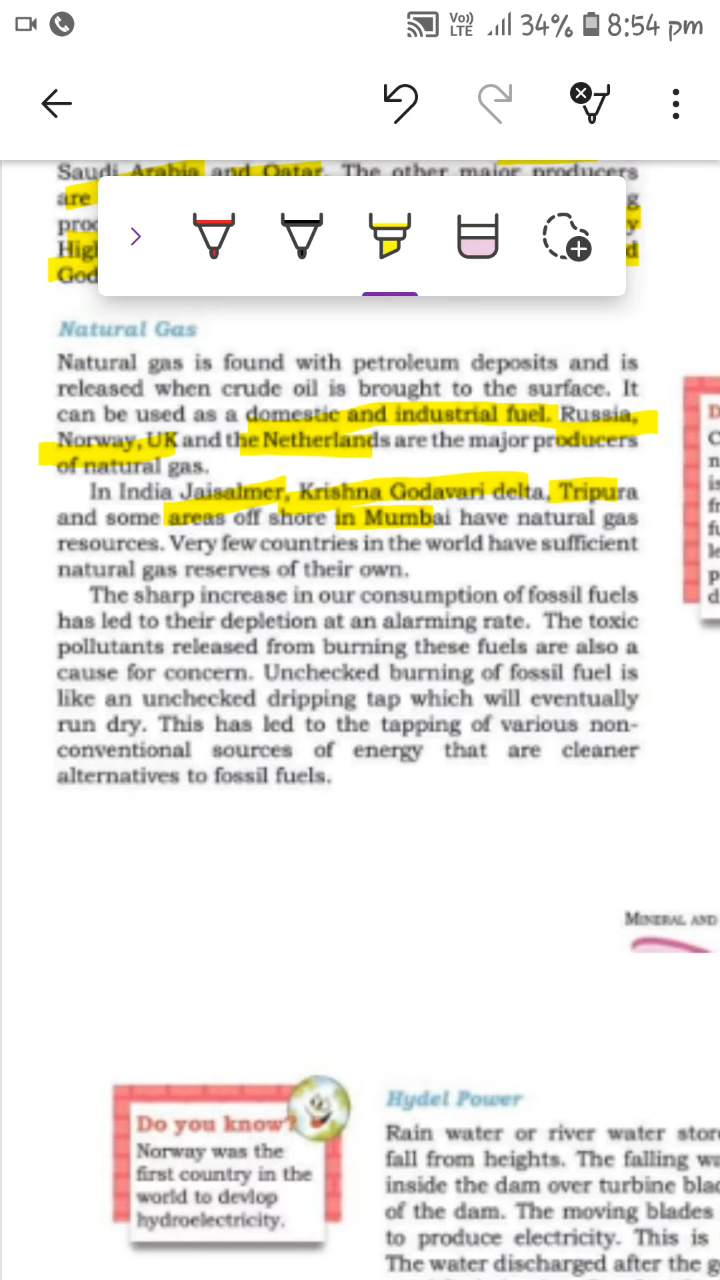 Vo))
LTE
34%
8:54 pm
Saudi Arabia and Qatar. The other major producers
are
g
proc
y
High
d
God
Natural Gas
Natural gas is found with petroleum deposits and is
released when crude oil is brought to the surface. It
can be used as a domestic and industrial fuel. Russia,
Norway, UK and the Netherlands are the major producers
of natural gas.
In India Jaisalmer, Krishna Godavari delta, Tripura
and some areas off shore in Mumbai have natural gas
resources. Very few countries in the world have sufficient
natural gas reserves of their own.
The sharp increase in our consumption of fossil fuels
has led to their depletion at an alarming rate. The toxic
pollutants released from burning these fuels are also a
cause for concern. Unchecked burning of fossil fuel is
like an unchecked dripping tap which will eventually
run dry. This has led to the tapping of various non-
conventional sources of energy that are cleaner
alternatives to fossil fuels.
MINERAL AND
Do you know?
Norway was the
first country in the
world to devlop
hydroelectricity.
Hydel Power
Rain water or river water store
fall from heights. The falling wa
inside the dam over turbine blad
of the dam. The moving blades
to produce electricity. This is
The water discharged after the g